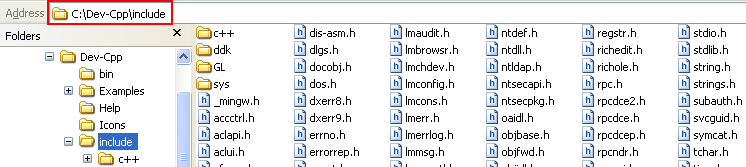 Address C:\Dev-Cpp\include
Folders
Dev-Cpp
bin
Examples
Help
Icons
include
c++
c++ dis-asm.h lmaudit.h ntdef.h regstr.h stdio.h
ddk dlgs.h lmbrowsr.h ntdll.h richedit.h stdlib.h
GL docobj.h lmchdev.h ntldap.h richole.h string.h
sys dos.h lmconfig.h ntsecapi.h rpc.h strings.h
_mingw.h dxerr8.h lmcons.h ntsecpkg.h rpcdce2.h subauth.h
accctrl.h dxerr9.h lmerr.h oaidl.h rpcdce.h svcguid.h
aclapi.h errno.h lmerrlog.h objbase.h rpcdcep.h symcat.h
aclui.h errorrep.h lmmsg.h objfwd.h rpcndr.h tchar.h